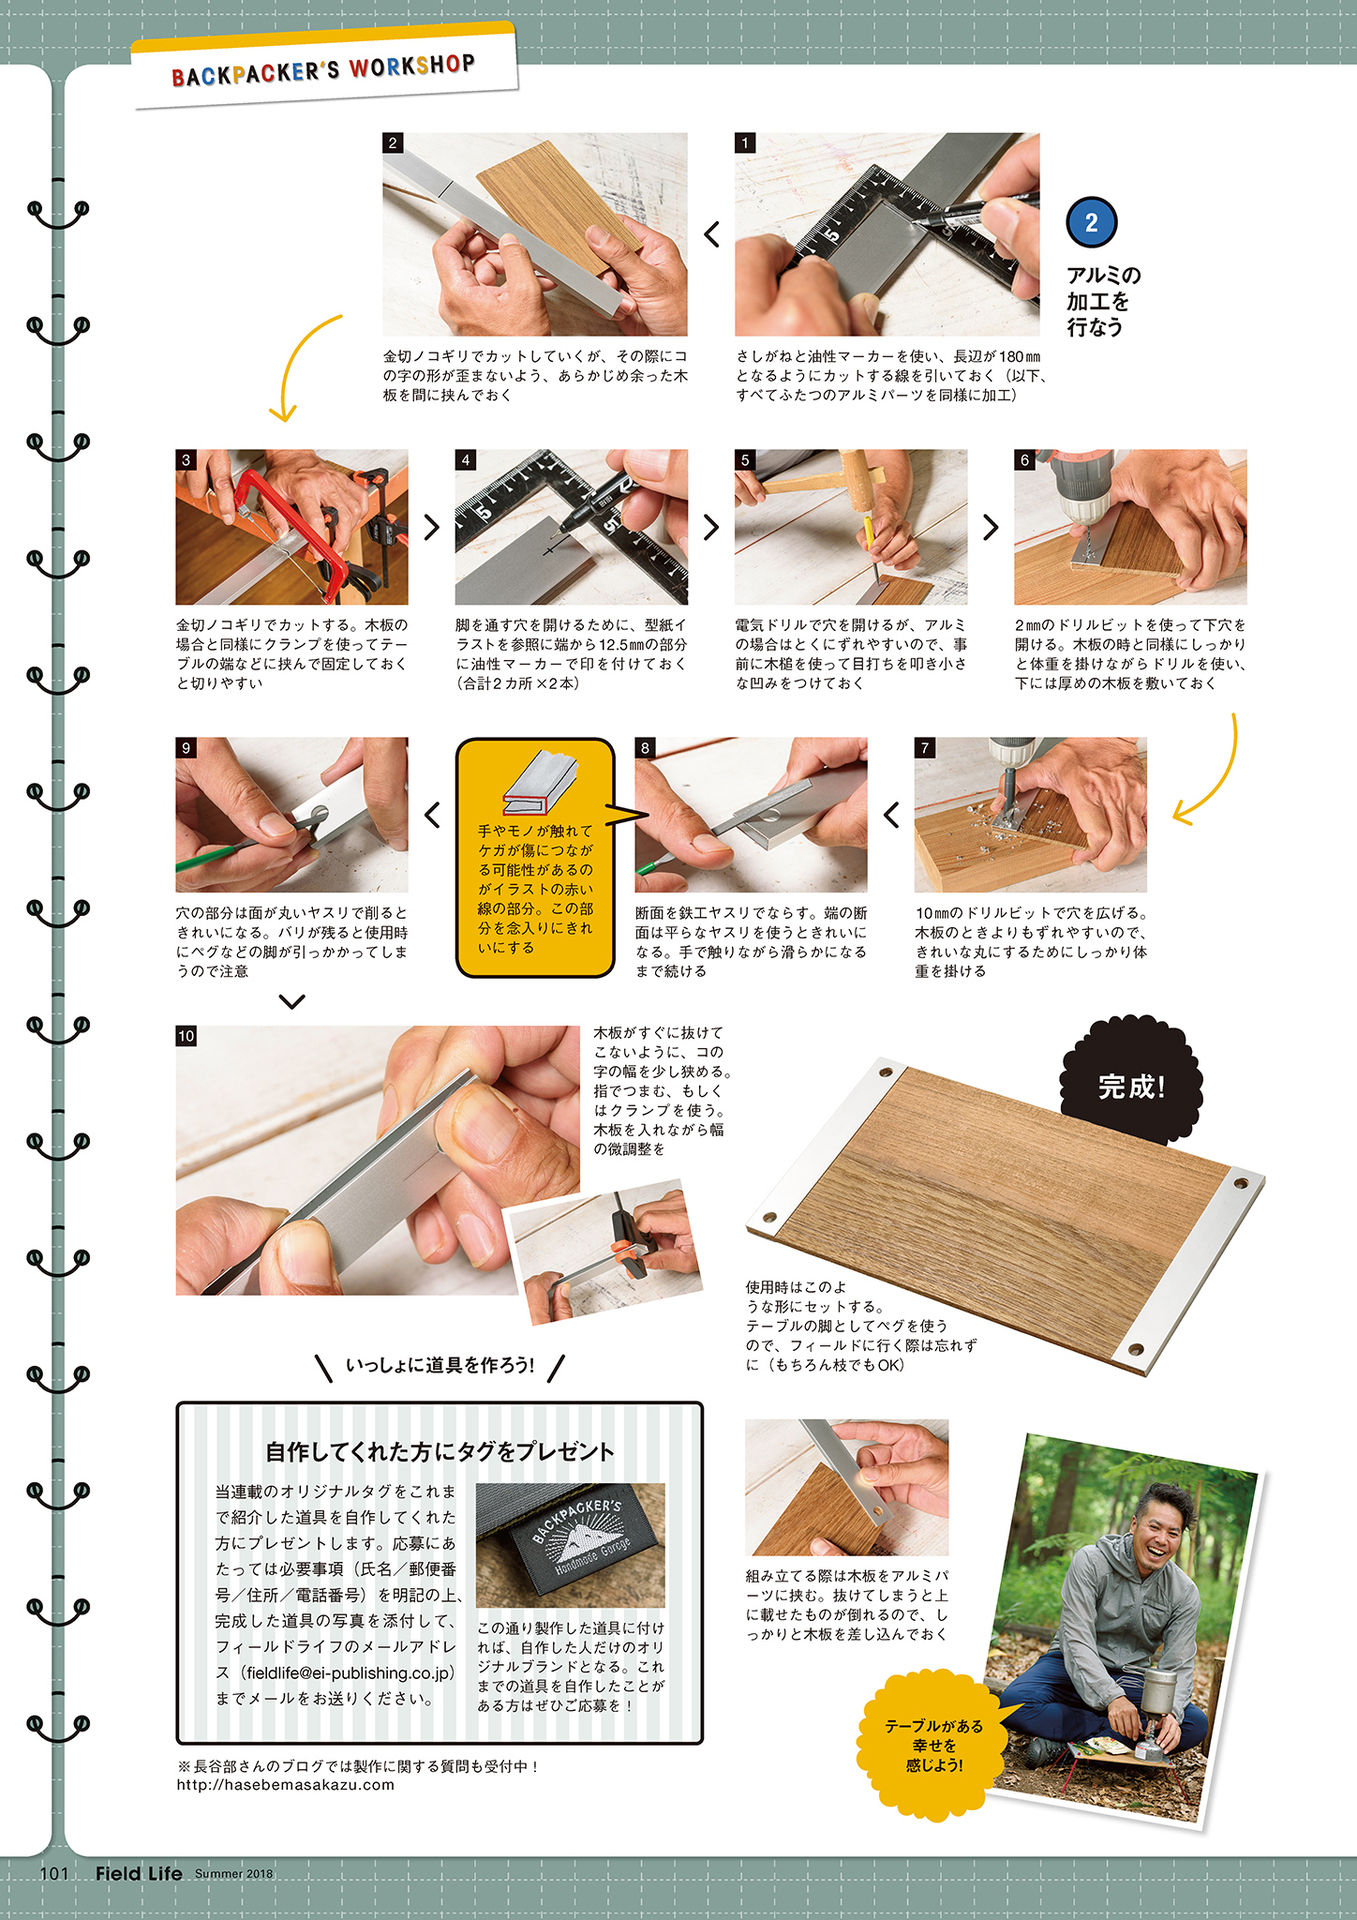 BACKPACKER'S WORKSHOP
2
アルミの
加工を
行なう
1
さしがねと油性マーカーを使い、長辺が180㎜
となるようにカットする線を引いておく（以下、
すべてふたつのアルミパーツを同様に加工）
2
金切ノコギリでカットしていくが、その際にコ
の字の形が歪まないよう、あらかじめ余った木
板を間に挟んでおく
3
金切ノコギリでカットする。木板の
場合と同様にクランプを使ってテー
ブルの端などに挟んで固定しておく
と切りやすい
4
脚を通す穴を開けるために、型紙イ
ラストを参照に端から12.5㎜の部分
に油性マーカーで印を付けておく
（合計2カ所×2本）
5
電気ドリルで穴を開けるが、アルミ
の場合はとくにずれやすいので、事
前に木槌を使って目打ちを叩き小さ
な凹みをつけておく
6
2㎜のドリルビットを使って下穴を
開ける。木板の時と同様にしっかり
と体重を掛けながらドリルを使い、
下には厚めの木板を敷いておく
7
10㎜のドリルビットで穴を広げる。
木板のときよりもずれやすいので、
きれいな丸にするためにしっかり体
重を掛ける
8
断面を鉄工ヤスリでならす。端の断
面は平らなヤスリを使うときれいに
なる。手で触りながら滑らかになる
まで続ける
手やモノが触れて
ケガが傷につなが
る可能性があるの
がイラストの赤い
線の部分。この部
分を念入りにきれ
いにする
9
穴の部分は面が丸いヤスリで削ると
きれいになる。バリが残ると使用時
にペグなどの脚が引っかかってしま
うので注意
10
木板がすぐに抜けて
こないように、コの
字の幅を少し狭める。
指でつまむ、もしく
はクランプを使う。
木板を入れながら幅
の微調整を
完成！
使用時はこのよ
うな形にセットする。
テーブルの脚としてペグを使う
ので、フィールドに行く際は忘れず
に（もちろん枝でもOK）
組み立てる際は木板をアルミパ
ーツに挟む。抜けてしまうと上
に載せたものが倒れるので、し
っかりと木板を差し込んでおく
テーブルがある
幸せを
感じよう！
いっしょに道具を作ろう！
自作してくれた方にタグをプレゼント
当連載のオリジナルタグをこれま
で紹介した道具を自作してくれた
方にプレゼントします。応募にあ
たっては必要事項（氏名／郵便番
号／住所／電話番号）を明記の上、
完成した道具の写真を添付して、
フィールドライフのメールアドレ
ス（fieldlife@ei-publishing.co.jp）
までメールをお送りください。
BACKPACKER'S
Handmade Garage
この通り製作した道具に付け
れば、自作した人だけのオリ
ジナルブランドとなる。これ
までの道具を自作したことが
ある方はぜひご応募を！
※長谷部さんのブログでは製作に関する質問も受付中！
http://hasebemasakazu.com
101 Field Life Summer 2018